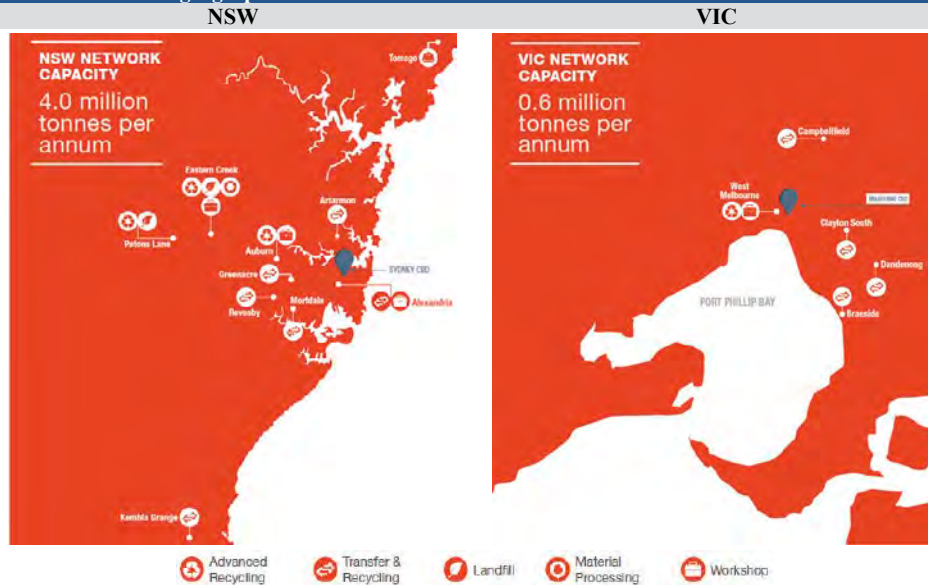 NSW
VIC
NSW NETWORK
CAPACITY
4.0 million
tonnes per
annum
Tomago
Eastern Creek
Artarmon
Patons Lane
Auburn
Greenacre
SYDNEY CBD
Revesby
Mortdale
Alexandria
Kembla Grange
VIC NETWORK
CAPACITY
0.6 million
tonnes per
annum
Campbellfield
West
Melbourne
MELBOURNE CBD
Clayton South
Dandenong
PORT PHILLIP BAY
Braeside
Advanced
Recycling
Transfer &
Recycling
Landfill
Material
Processing
Workshop